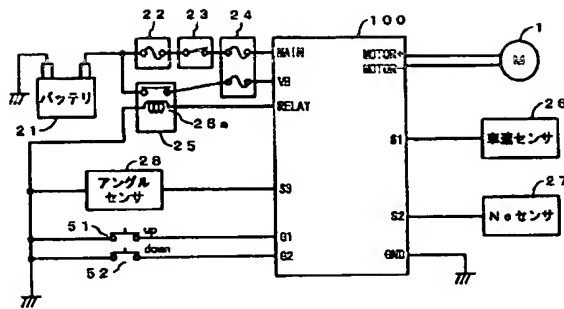 22 23 24
100
1
MAIN
MOTOR+
M
VB
MOTOR-
バッテリ
RELAY
26a
21
25
26
S1
車速センサ
28
アングル
センサ
S3
27
S2
Neセンサ
51
up
G1
down
G2
GND
52